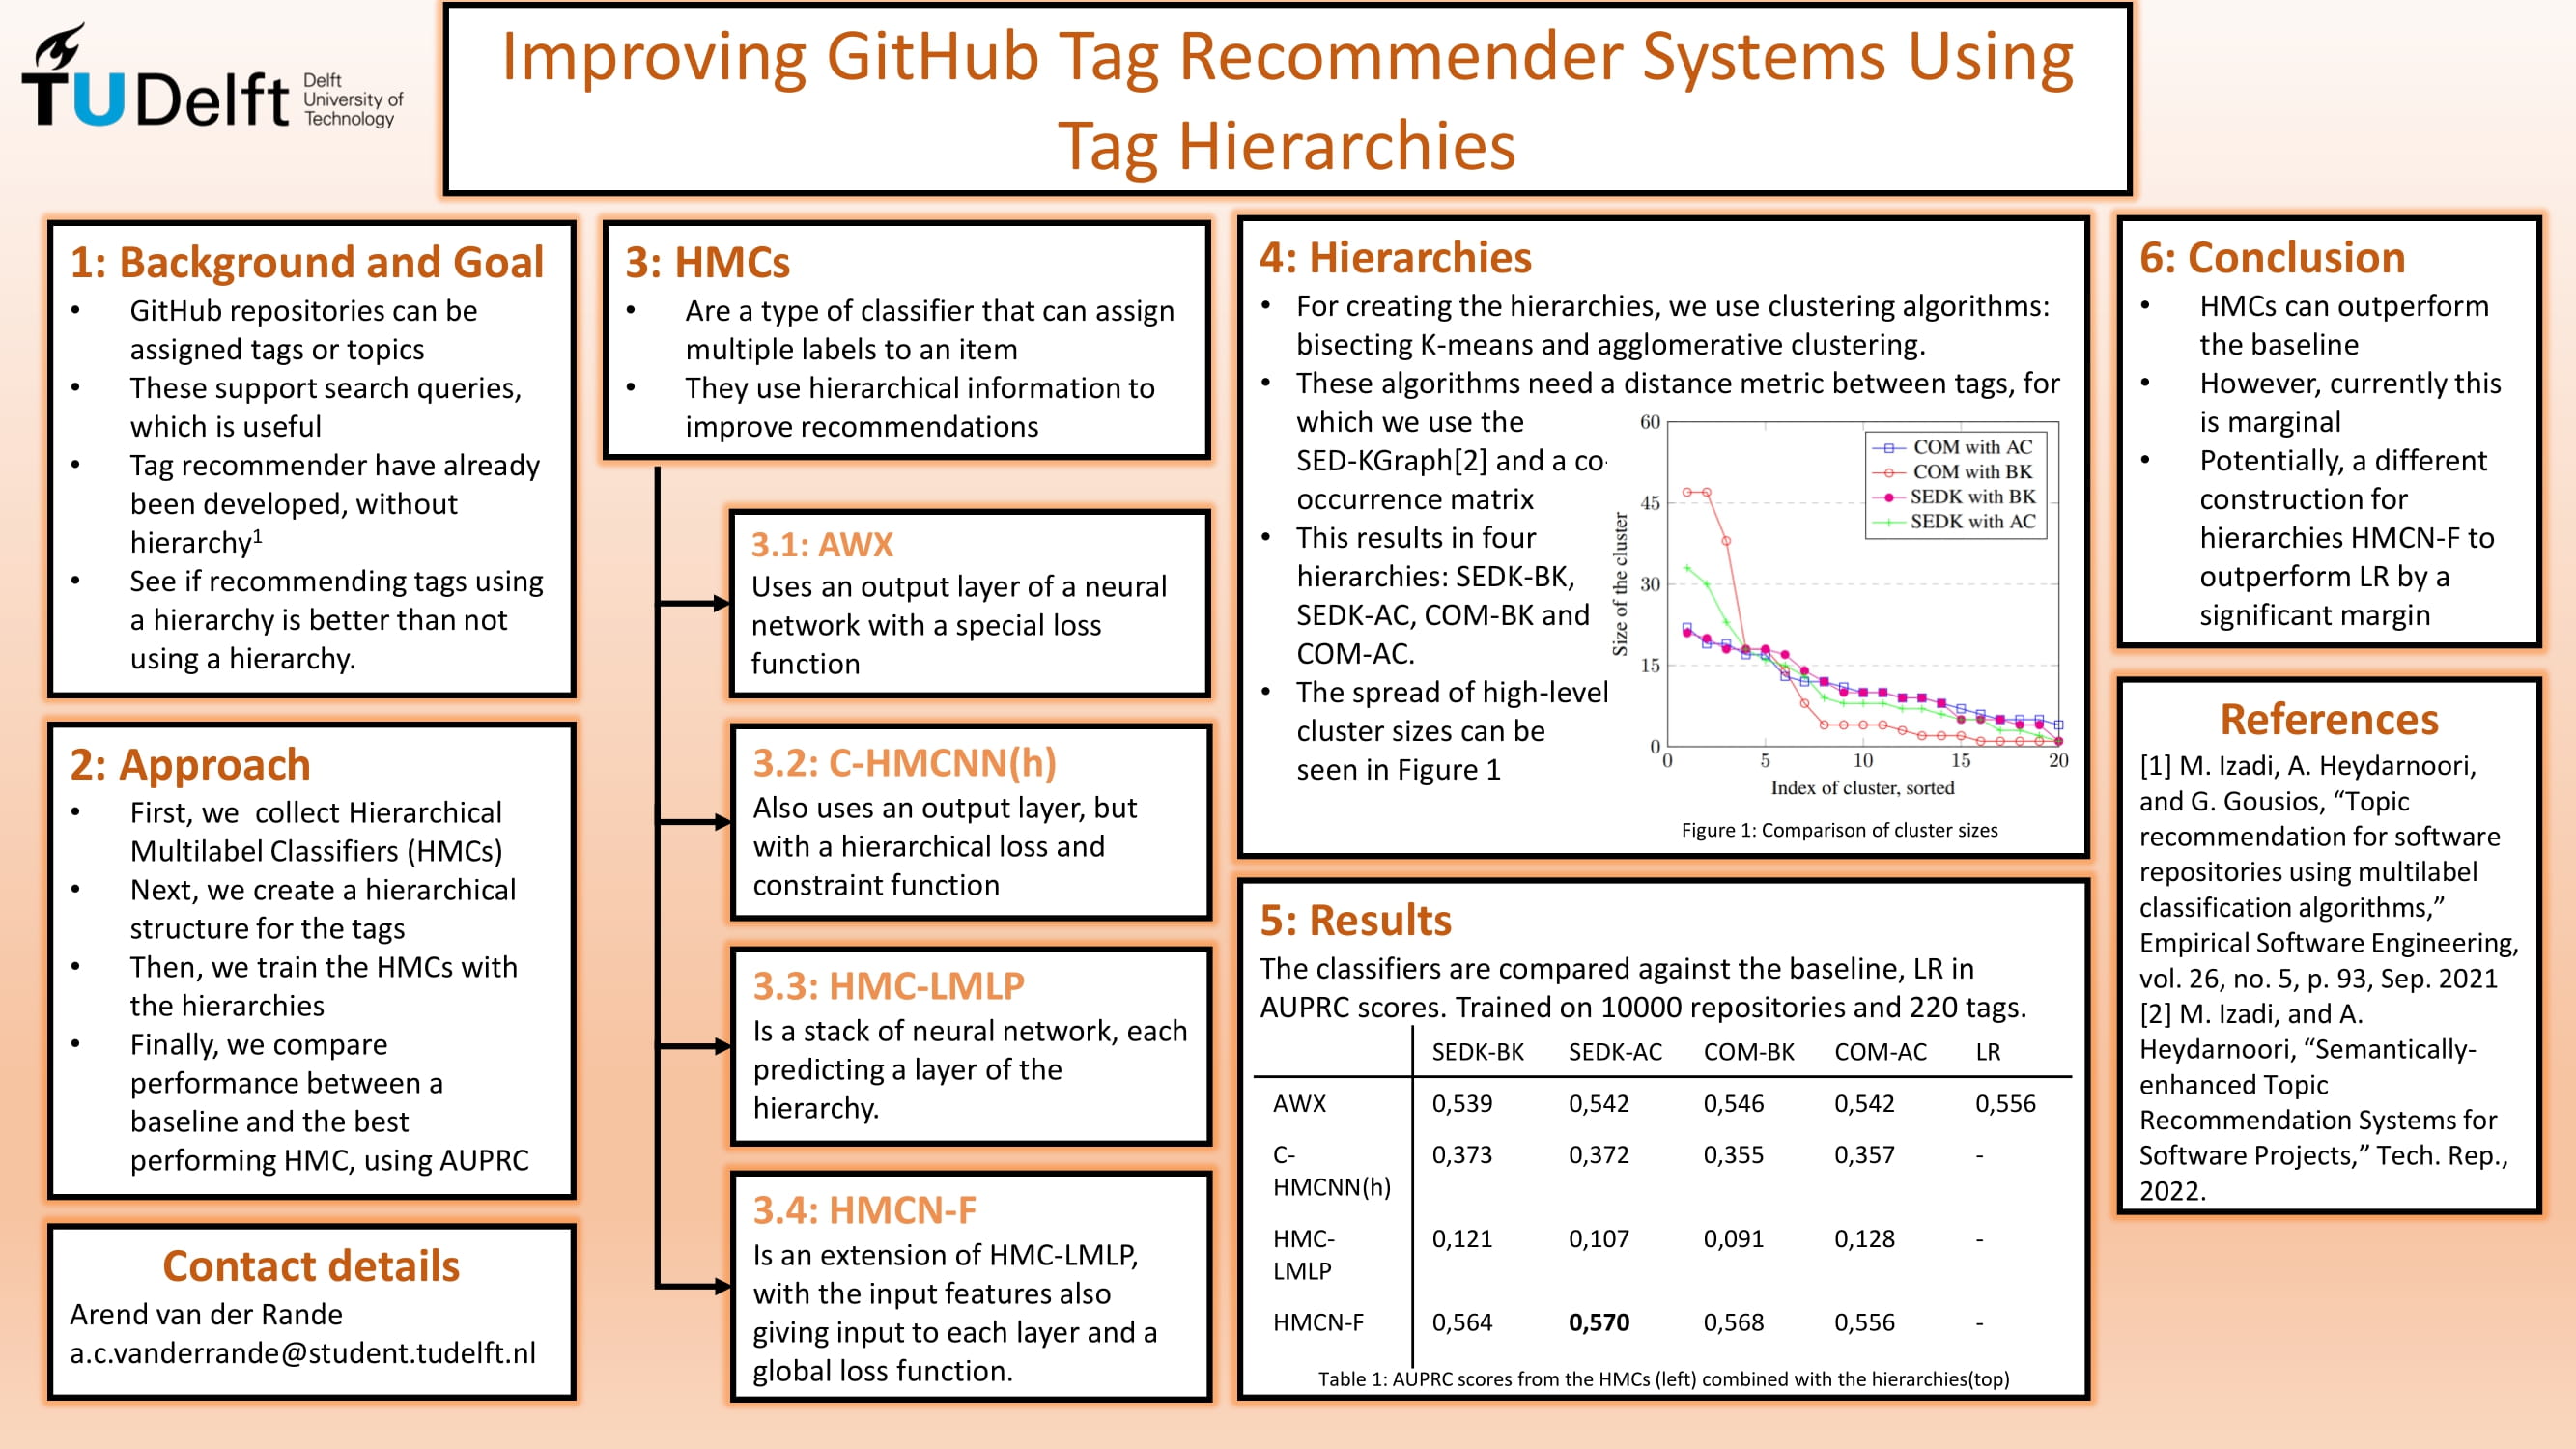 TU Delft
Delft
University of
Technology
Improving GitHub Tag Recommender Systems Using
Tag Hierarchies
1: Background and Goal
• GitHub repositories can be
assigned tags or topics
• These support search queries,
which is useful
• Tag recommender have already
been developed, without
hierarchy¹
• See if recommending tags using
a hierarchy is better than not
using a hierarchy.
2: Approach
• First, we  collect Hierarchical
Multilabel Classifiers (HMCs)
• Next, we create a hierarchical
structure for the tags
• Then, we train the HMCs with
the hierarchies
• Finally, we compare
performance between a
baseline and the best
performing HMC, using AUPRC
Contact details
Arend van der Rande
a.c.vanderrande@student.tudelft.nl
3: HMCs
• Are a type of classifier that can assign
multiple labels to an item
• They use hierarchical information to
improve recommendations
3.1: AWX
Uses an output layer of a neural
network with a special loss
function
3.2: C-HMCNN(h)
Also uses an output layer, but
with a hierarchical loss and
constraint function
3.3: HMC-LMLP
Is a stack of neural network, each
predicting a layer of the
hierarchy.
3.4: HMCN-F
Is an extension of HMC-LMLP,
with the input features also
giving input to each layer and a
global loss function.
4: Hierarchies
• For creating the hierarchies, we use clustering algorithms:
bisecting K-means and agglomerative clustering.
• These algorithms need a distance metric between tags, for
which we use the
SED-KGraph[2] and a co-
occurrence matrix
• This results in four
hierarchies: SEDK-BK,
SEDK-AC, COM-BK and
COM-AC.
• The spread of high-level
cluster sizes can be
seen in Figure 1
60
45
30
15
0
Size of the cluster
COM with AC
COM with BK
SEDK with BK
SEDK with AC
0 5 10 15 20
Index of cluster, sorted
Figure 1: Comparison of cluster sizes
5: Results
The classifiers are compared against the baseline, LR in
AUPRC scores. Trained on 10000 repositories and 220 tags.
SEDK-BK SEDK-AC COM-BK COM-AC LR
AWX 0,539 0,542 0,546 0,542 0,556
C- 0,373 0,372 0,355 0,357 -
HMCNN(h)
HMC- 0,121 0,107 0,091 0,128 -
LMLP
HMCN-F 0,564 0,570 0,568 0,556 -
Table 1: AUPRC scores from the HMCs (left) combined with the hierarchies(top)
6: Conclusion
• HMCs can outperform
the baseline
• However, currently this
is marginal
• Potentially, a different
construction for
hierarchies HMCN-F to
outperform LR by a
significant margin
References
[1] M. Izadi, A. Heydarnoori,
and G. Gousios, “Topic
recommendation for software
repositories using multilabel
classification algorithms,”
Empirical Software Engineering,
vol. 26, no. 5, p. 93, Sep. 2021
[2] M. Izadi, and A.
Heydarnoori, “Semantically-
enhanced Topic
Recommendation Systems for
Software Projects,” Tech. Rep.,
2022.